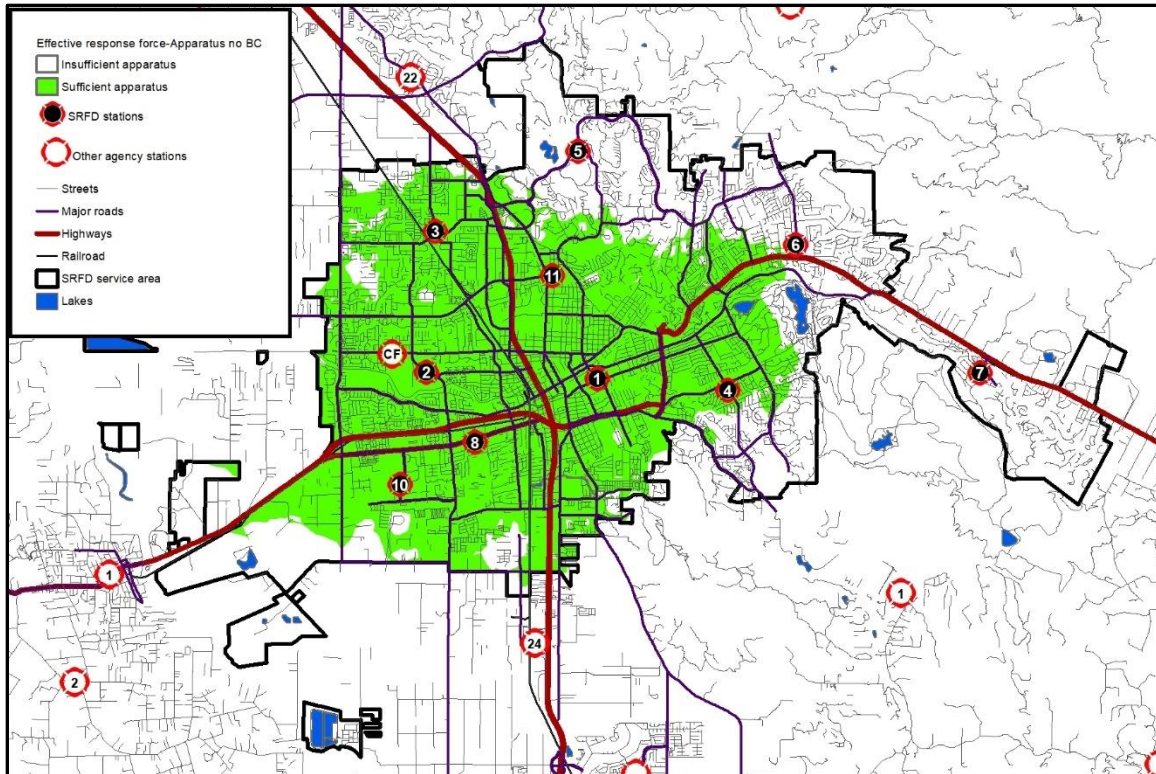 Effective response force-Apparatus no BC
Insufficient apparatus
Sufficient apparatus
SRFD stations
Other agency stations
Streets
Major roads
Highways
Railroad
SRFD service area
Lakes
22
5
3
6
11
CF
2
1
7
4
8
10
1
1
24
2